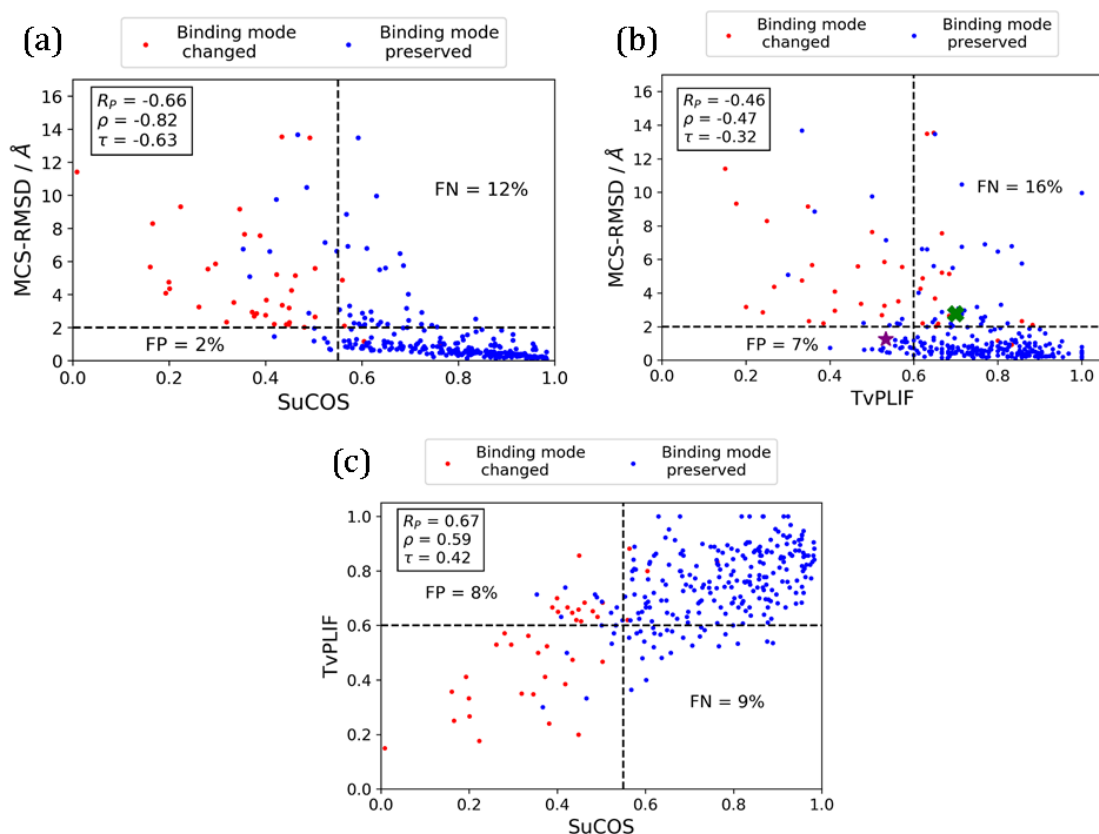 (a)
Binding mode
changed
Binding mode
preserved
R_P = -0.66
ρ = -0.82
τ = -0.63
MCS-RMSD / Å
16
14
12
10
8
6
4
2
0
FN = 12%
FP = 2%
0.0 0.2 0.4 0.6 0.8 1.0
SuCOS
(b)
Binding mode
changed
Binding mode
preserved
R_P = -0.46
ρ = -0.47
τ = -0.32
MCS-RMSD / Å
16
14
12
10
8
6
4
2
0
FN = 16%
FP = 7%
0.0 0.2 0.4 0.6 0.8 1.0
TvPLIF
(c)
Binding mode
changed
Binding mode
preserved
R_P = 0.67
ρ = 0.59
τ = 0.42
TvPLIF
1.0
0.8
0.6
0.4
0.2
0.0
FP = 8%
FN = 9%
0.0 0.2 0.4 0.6 0.8 1.0
SuCOS